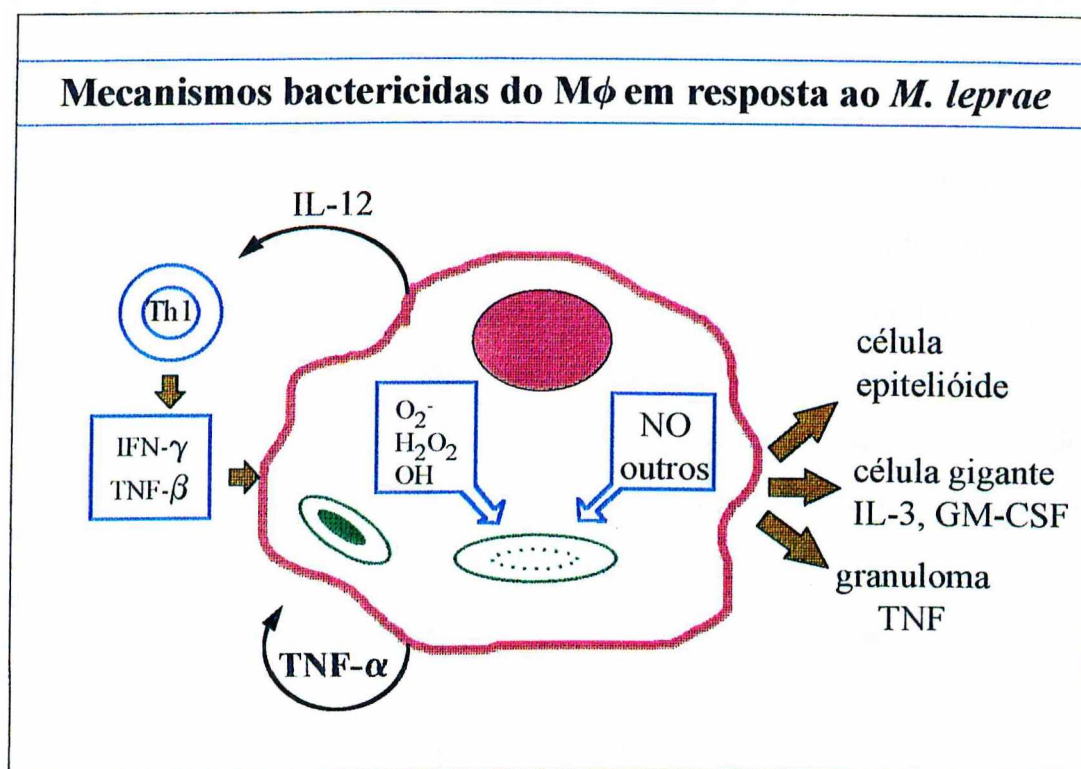 Mecanismos bactericidas do Mϕ em resposta ao M. leprae
IL-12
Th1
IFN-γ
TNF-β
O₂⁻
H₂O₂
OH
NO
outros
TNF-α
célula
epitelióide
célula gigante
IL-3, GM-CSF
granuloma
TNF